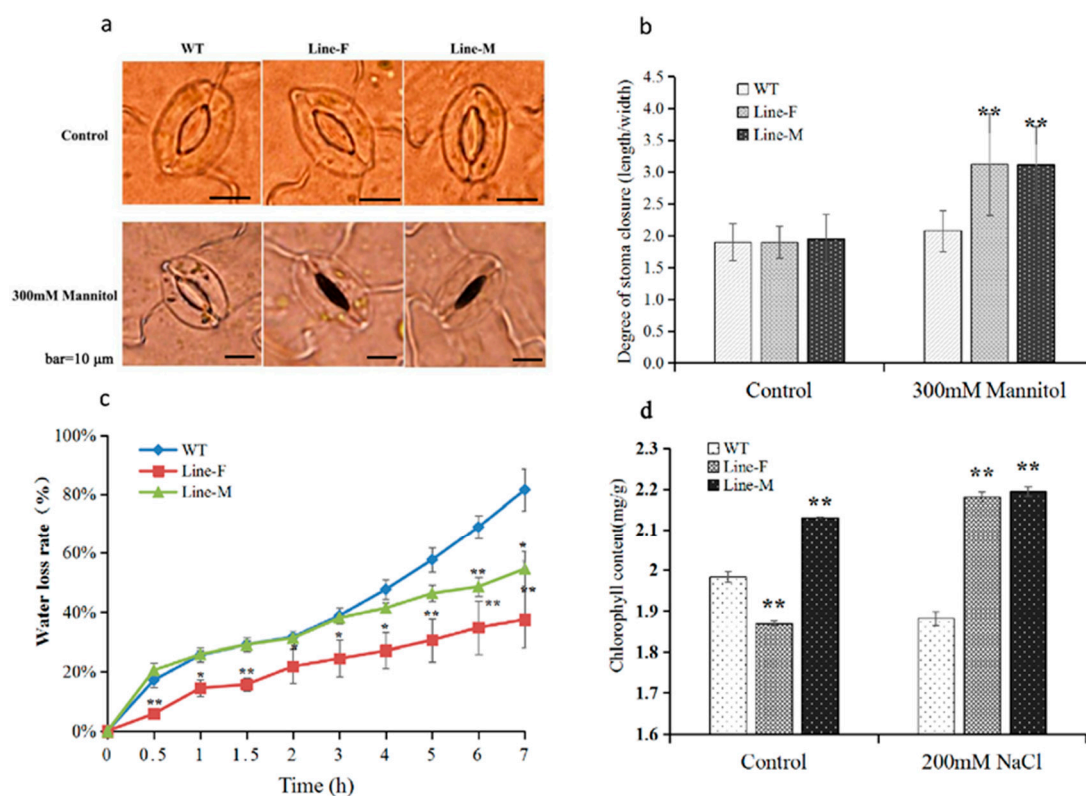 a
WT Line-F Line-M
Control
300mM Mannitol
bar=10 μm
b
4.5
4.0
3.5
3.0
2.5
2.0
1.5
1.0
0.5
0.0
Degree of stoma closure (length/width)
WT
Line-F
Line-M
** **
Control 300mM Mannitol
c
100%
80%
60%
40%
20%
0%
Water loss rate (%)
WT
Line-F
Line-M
** * ** * * * ** ** **
** *
0 0.5 1 1.5 2 3 4 5 6 7
Time (h)
d
2.3
2.2
2.1
2
1.9
1.8
1.7
1.6
Chlorophyll content(mg/g)
WT
Line-F
Line-M
** ** ** **
Control 200mM NaCl